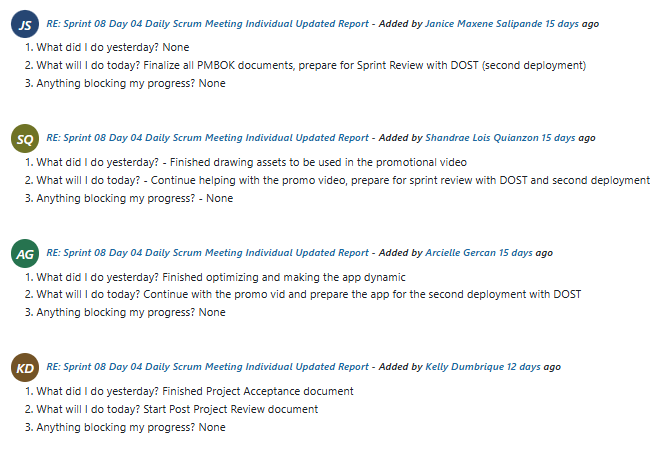 JS RE: Sprint 08 Day 04 Daily Scrum Meeting Individual Updated Report - Added by Janice Maxene Salipande 15 days ago
1. What did I do yesterday? None
2. What will I do today? Finalize all PMBOK documents, prepare for Sprint Review with DOST (second deployment)
3. Anything blocking my progress? None
SQ RE: Sprint 08 Day 04 Daily Scrum Meeting Individual Updated Report - Added by Shandrae Lois Quianzon 15 days ago
1. What did I do yesterday? - Finished drawing assets to be used in the promotional video
2. What will I do today? - Continue helping with the promo video, prepare for sprint review with DOST and second deployment
3. Anything blocking my progress? - None
AG RE: Sprint 08 Day 04 Daily Scrum Meeting Individual Updated Report - Added by Arcielle Gercan 15 days ago
1. What did I do yesterday? Finished optimizing and making the app dynamic
2. What will I do today? Continue with the promo vid and prepare the app for the second deployment with DOST
3. Anything blocking my progress? None
KD RE: Sprint 08 Day 04 Daily Scrum Meeting Individual Updated Report - Added by Kelly Dumbrique 12 days ago
1. What did I do yesterday? Finished Project Acceptance document
2. What will I do today? Start Post Project Review document
3. Anything blocking my progress? None